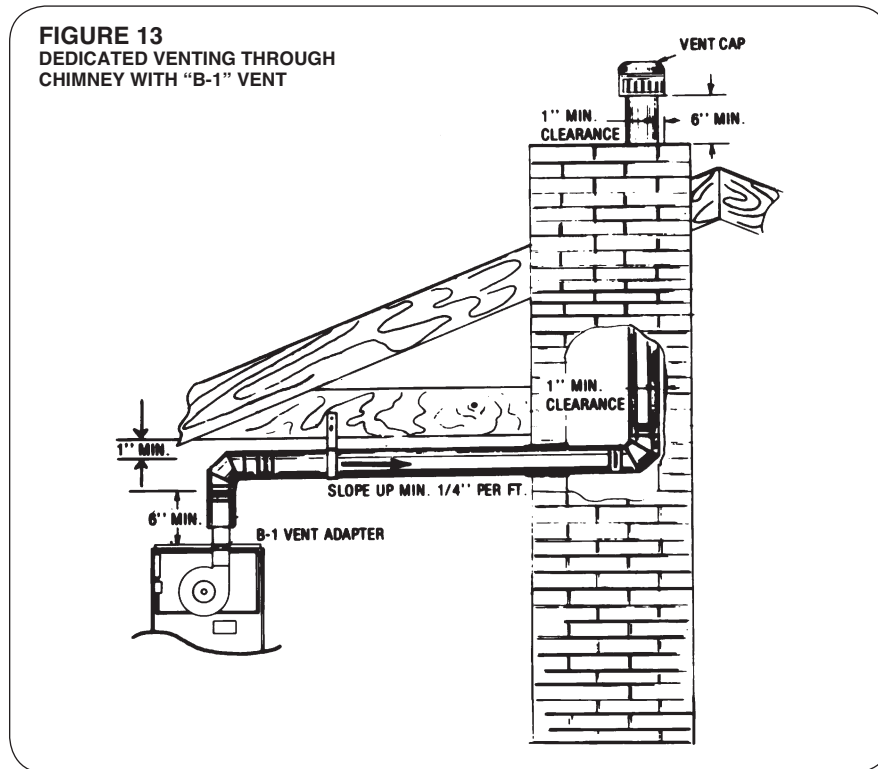 FIGURE 13
DEDICATED VENTING THROUGH
CHIMNEY WITH “B-1” VENT
VENT CAP
1'' MIN.
CLEARANCE
6'' MIN.
1'' MIN.
CLEARANCE
1'' MIN.
SLOPE UP MIN. 1/4'' PER FT.
6'' MIN.
B-1 VENT ADAPTER